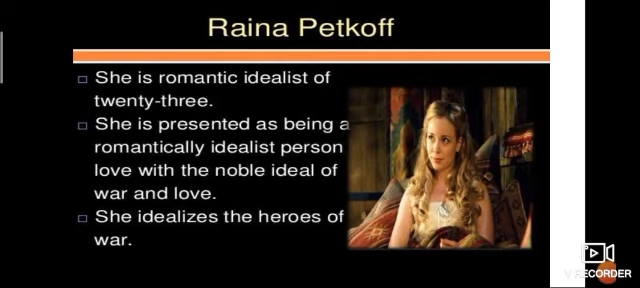 Raina Petkoff
She is romantic idealist of
twenty-three.
She is presented as being a
romantically idealist person
love with the noble ideal of
war and love.
She idealizes the heroes of
war.
V RECORDER